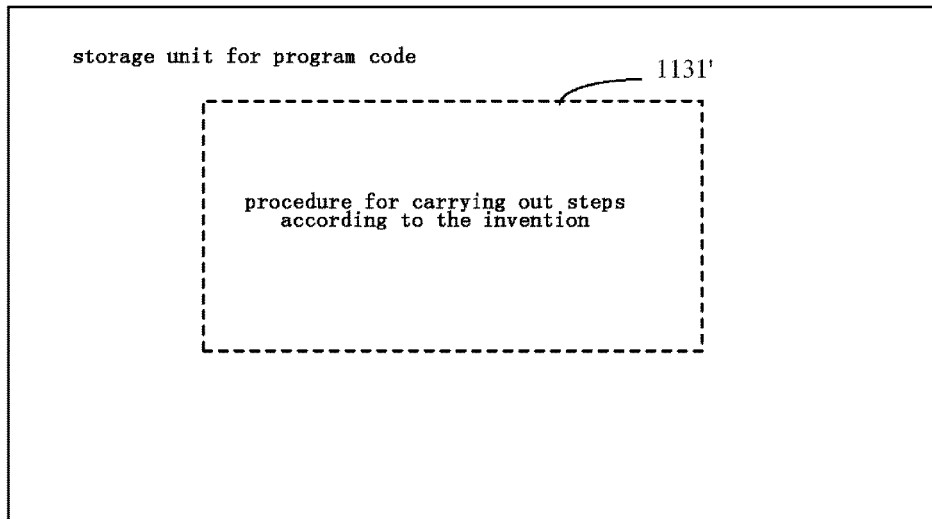 storage unit for program code
1131'
procedure for carrying out steps
according to the invention